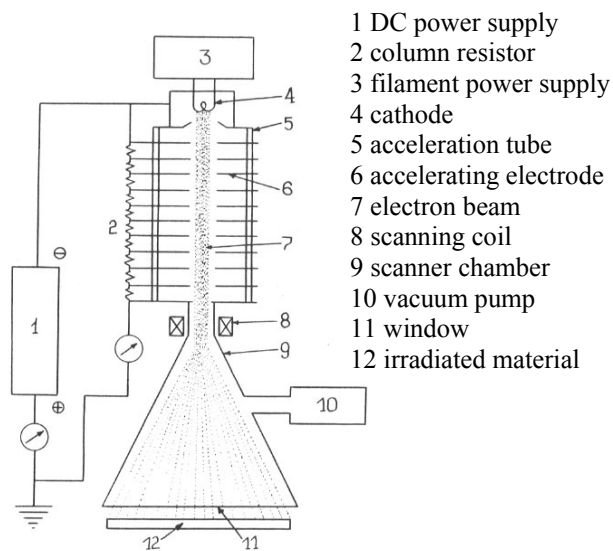 1 DC power supply
2 column resistor
3 filament power supply
4 cathode
5 acceleration tube
6 accelerating electrode
7 electron beam
8 scanning coil
9 scanner chamber
10 vacuum pump
11 window
12 irradiated material
3
4
5
6
2
7
⊖
1
8
9
10
⊕
12
11